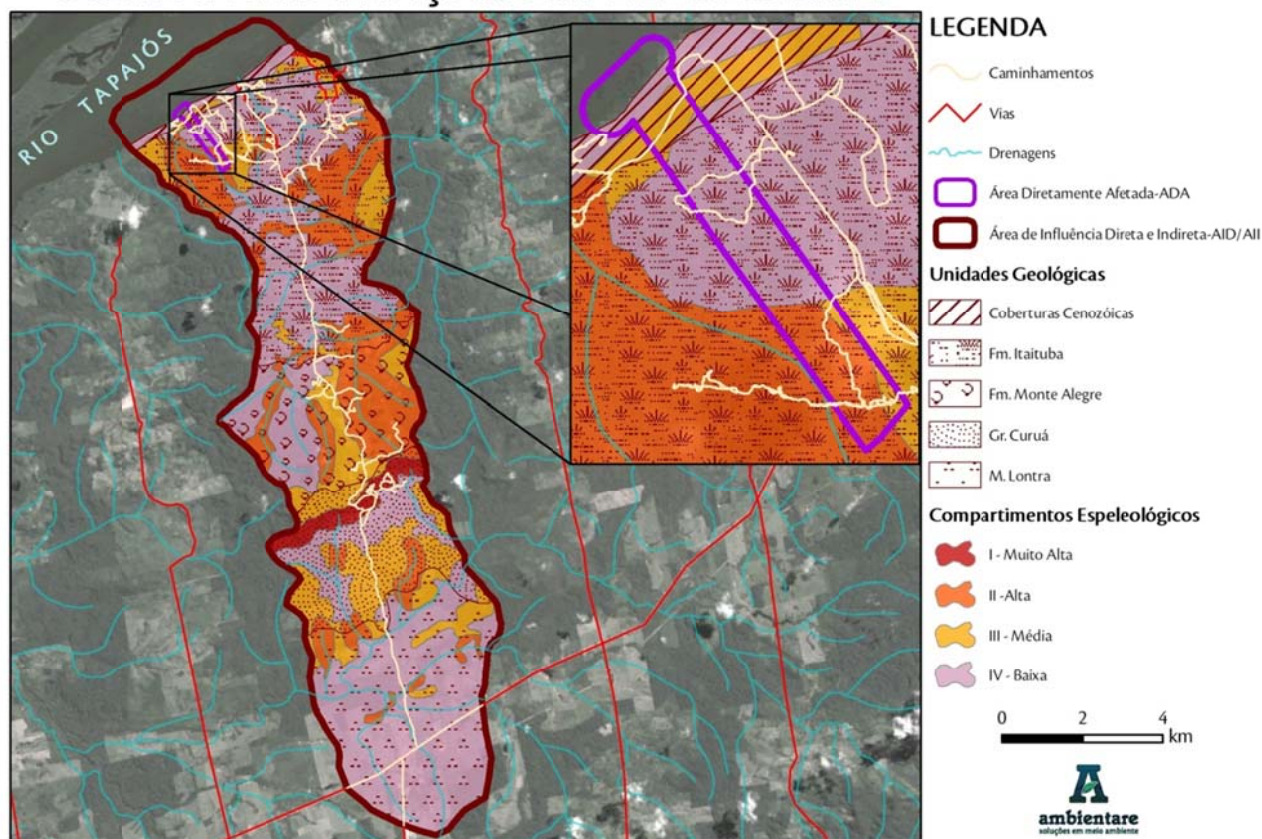 RIO TAPAJÓS
LEGENDA
Caminhamentos
Vias
Drenagens
Área Diretamente Afetada-ADA
Área de Influência Direta e Indireta-AID/AII
Unidades Geológicas
Coberturas Cenozóicas
Fm. Itaituba
Fm. Monte Alegre
Gr. Curuá
M. Lontra
Compartimentos Espeleológicos
I - Muito Alta
II -Alta
III - Média
IV - Baixa
0 2 4
km
ambientare
soluções em meio ambiente